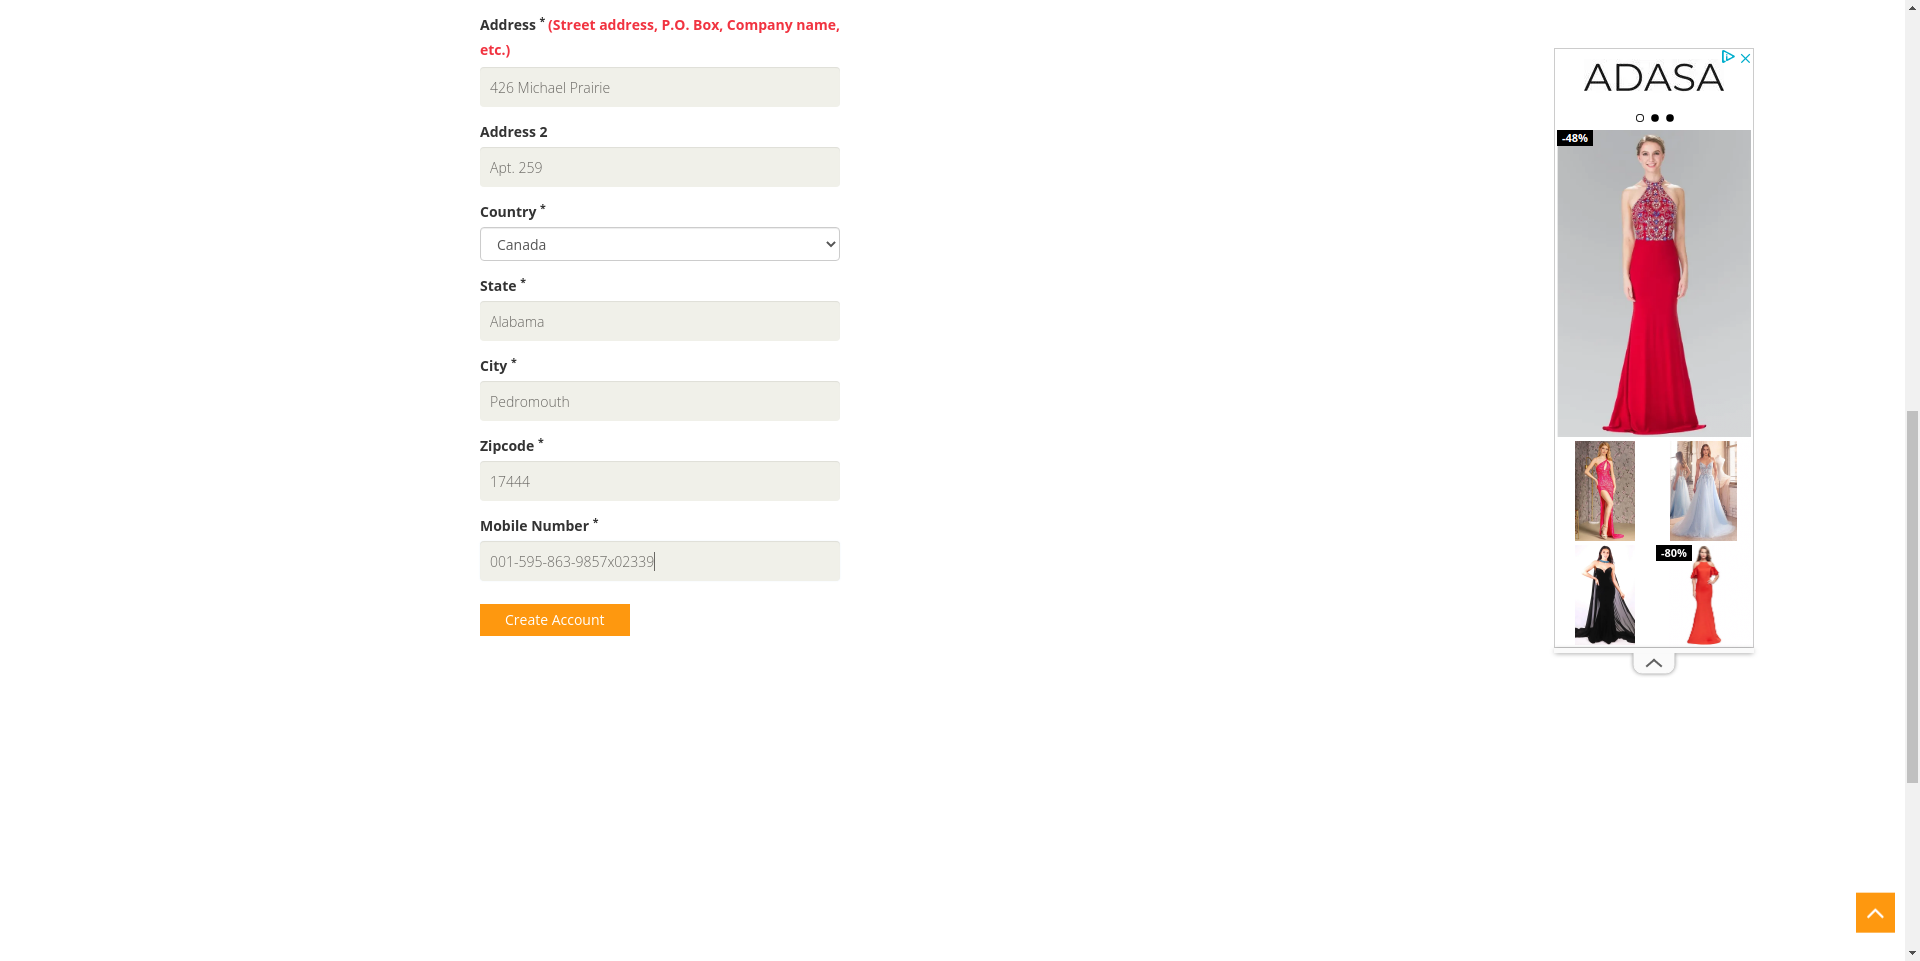 Address * (Street address, P.O. Box, Company name,
etc.)
426 Michael Prairie
Address 2
Apt. 259
Country *
Canada
State *
Alabama
City *
Pedromouth
Zipcode *
17444
Mobile Number *
001-595-863-9857x02339
Create Account
ADASA
-48%
-80%